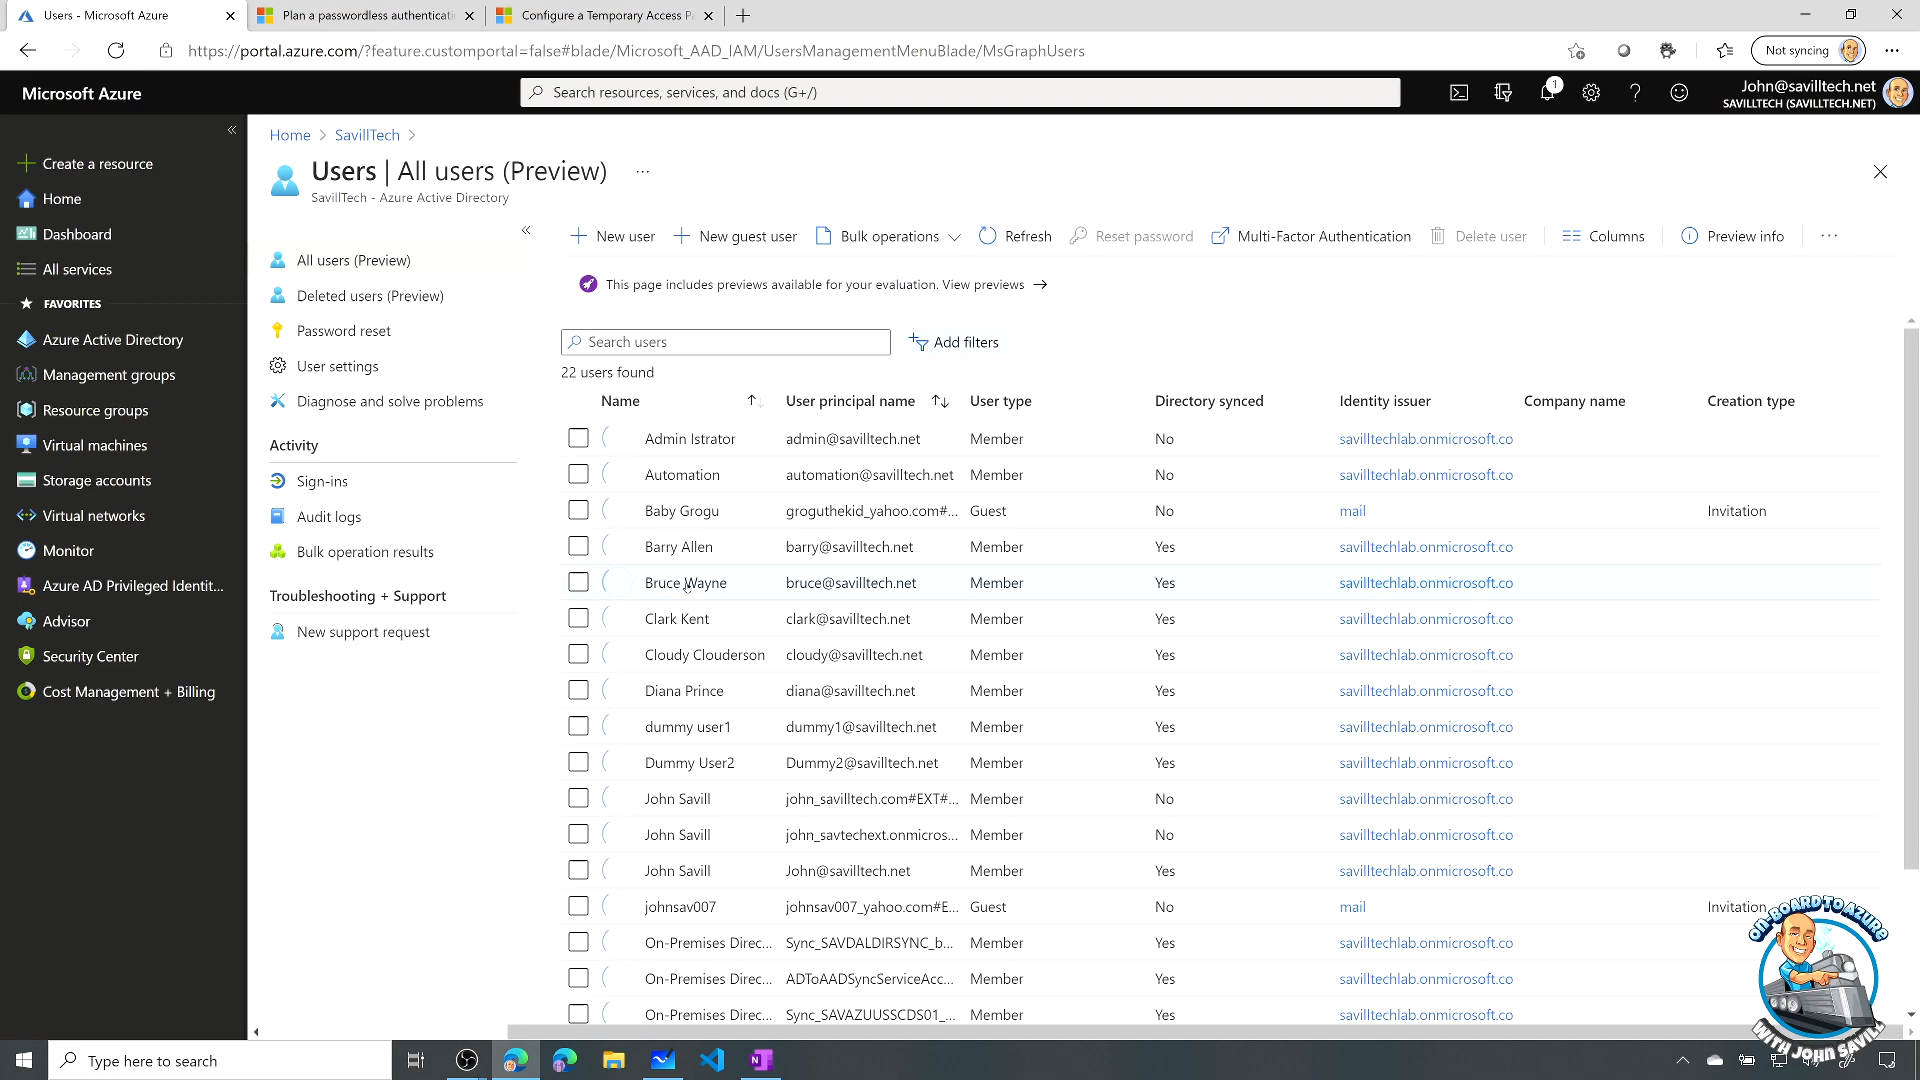 Users - Microsoft Azure
Plan a passwordless authenticati
Configure a Temporary Access Pa
https://portal.azure.com/?feature.customportal=false#blade/Microsoft_AAD_IAM/UsersManagementMenuBlade/MsGraphUsers
Not syncing
Microsoft Azure
Search resources, services, and docs (G+/)
1
John@savilltech.net
SAVILLTECH (SAVILLTECH.NET)
Create a resource
Home
Dashboard
All services
FAVORITES
Azure Active Directory
Management groups
Resource groups
Virtual machines
Storage accounts
Virtual networks
Monitor
Azure AD Privileged Identit...
Advisor
Security Center
Cost Management + Billing
Home > SavillTech >
Users | All users (Preview) ...
SavillTech - Azure Active Directory
All users (Preview)
Deleted users (Preview)
Password reset
User settings
Diagnose and solve problems
Activity
Sign-ins
Audit logs
Bulk operation results
Troubleshooting + Support
New support request
New user New guest user Bulk operations Refresh Reset password Multi-Factor Authentication Delete user Columns Preview info ...
This page includes previews available for your evaluation. View previews →
Search users
Add filters
22 users found
Name User principal name User type Directory synced Identity issuer Company name Creation type
Admin Istrator admin@savilltech.net Member No savilltechlab.onmicrosoft.co
Automation automation@savilltech.net Member No savilltechlab.onmicrosoft.co
Baby Grogu groguthekid_yahoo.com#... Guest No mail Invitation
Barry Allen barry@savilltech.net Member Yes savilltechlab.onmicrosoft.co
Bruce Wayne bruce@savilltech.net Member Yes savilltechlab.onmicrosoft.co
Clark Kent clark@savilltech.net Member Yes savilltechlab.onmicrosoft.co
Cloudy Clouderson cloudy@savilltech.net Member Yes savilltechlab.onmicrosoft.co
Diana Prince diana@savilltech.net Member Yes savilltechlab.onmicrosoft.co
dummy user1 dummy1@savilltech.net Member Yes savilltechlab.onmicrosoft.co
Dummy User2 Dummy2@savilltech.net Member Yes savilltechlab.onmicrosoft.co
John Savill john_savilltech.com#EXT#... Member No savilltechlab.onmicrosoft.co
John Savill john_savtechext.onmicros... Member No savilltechlab.onmicrosoft.co
John Savill John@savilltech.net Member Yes savilltechlab.onmicrosoft.co
johnsav007 johnsav007_yahoo.com#E... Guest No mail Invitation
On-Premises Direc... Sync_SAVDALDIRSYNC_b... Member Yes savilltechlab.onmicrosoft.co
On-Premises Direc... ADToAADSyncServiceAcc... Member Yes savilltechlab.onmicrosoft.co
On-Premises Direc... Sync_SAVAZUUSSCDS01_... Member Yes savilltechlab.onmicrosoft.co
ON-BOARD TO AZURE
WITH JOHN SAVILL
Type here to search